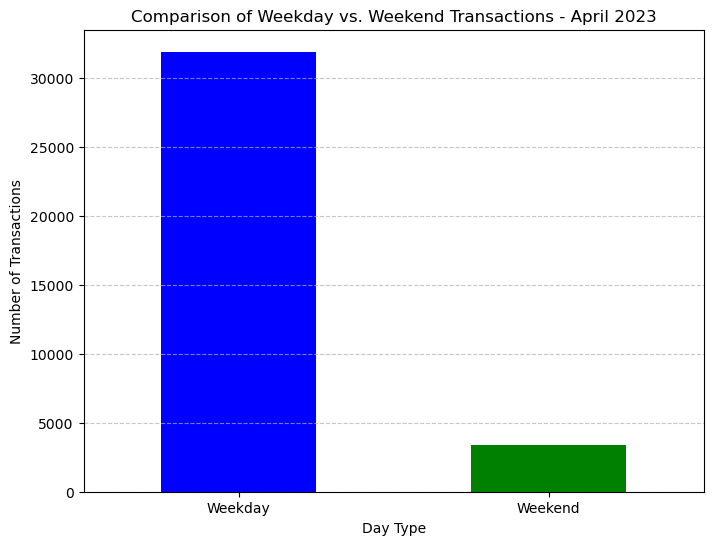 Comparison of Weekday vs. Weekend Transactions - April 2023
Number of Transactions
30000
25000
20000
15000
10000
5000
0
Weekday Weekend
Day Type